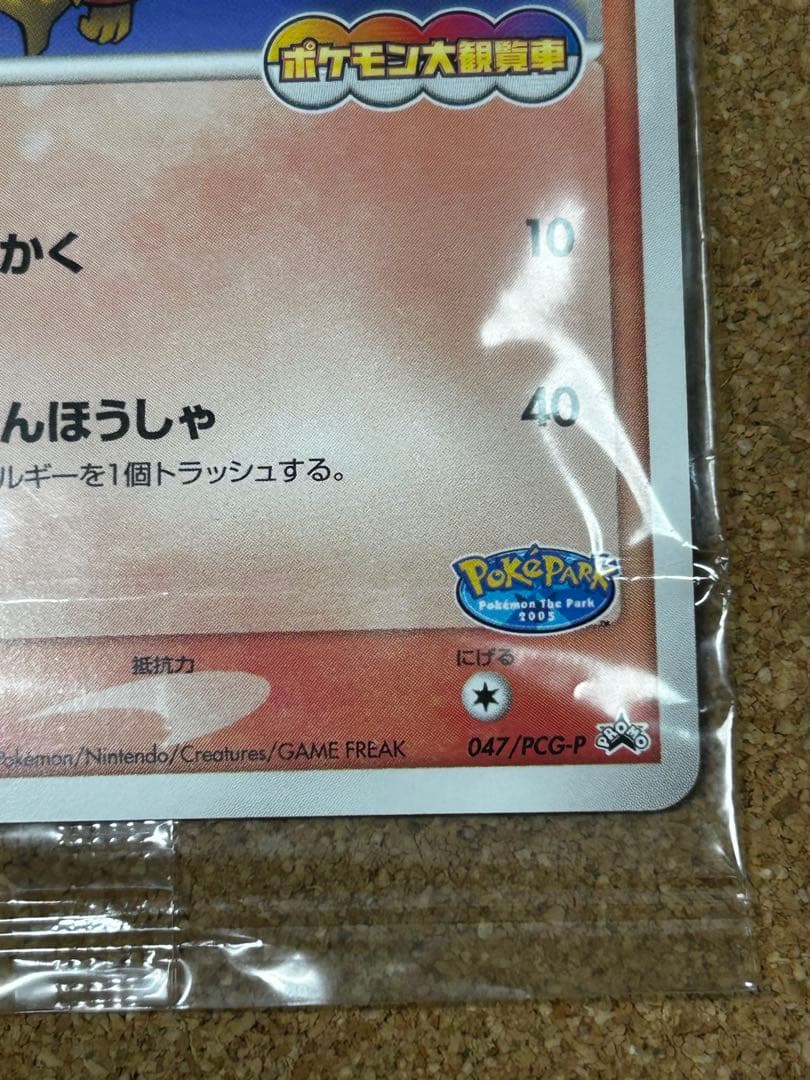 ポケモン大観覧車
かく 10
んほうしゃ 40
ルギーを1個トラッシュする。
POKéPARK
Pokémon The Park
2005
™
抵抗力 にげる
Pokémon/Nintendo/Creatures/GAME FREAK 047/PCG-P PROMO